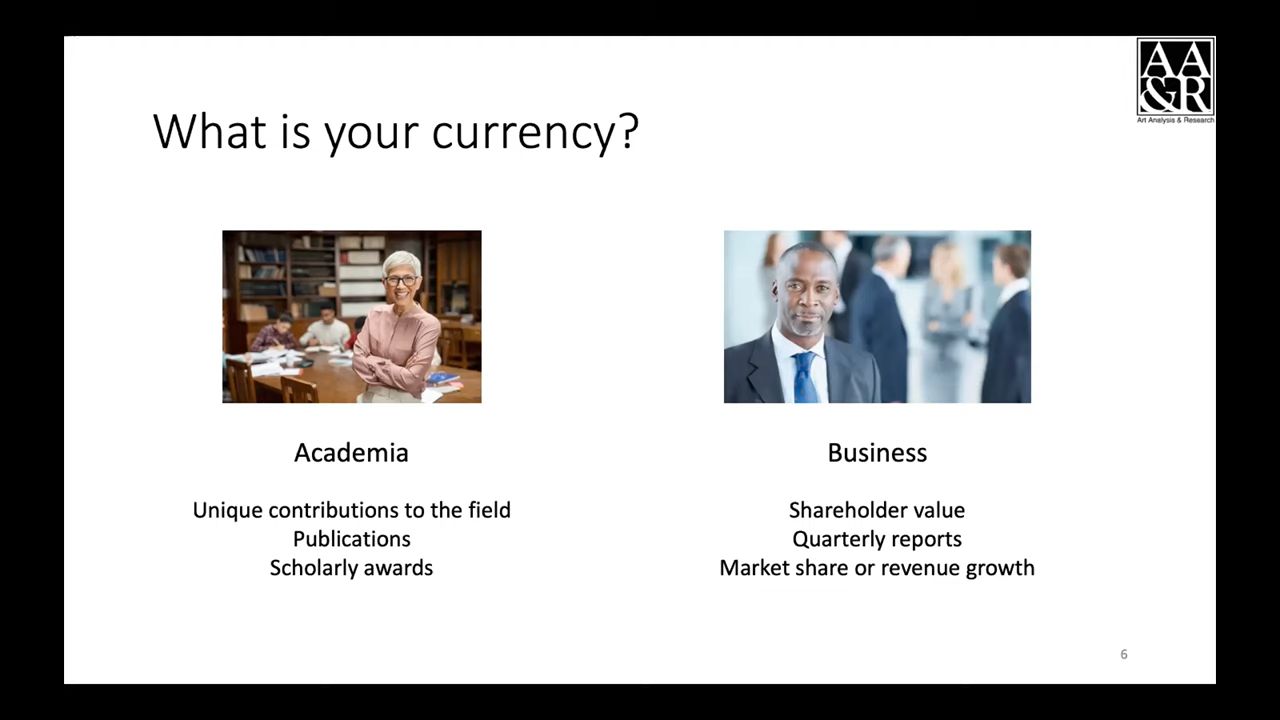 AA
&R
Art Analysis & Research
What is your currency?
Academia
Unique contributions to the field
Publications
Scholarly awards
Business
Shareholder value
Quarterly reports
Market share or revenue growth
6